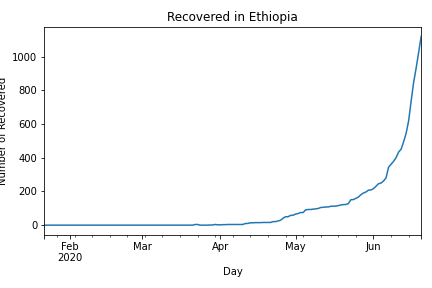 Recovered in Ethiopia
Number of Recovered
1000
800
600
400
200
0
Feb
2020
Mar
Apr
May
Jun
Day